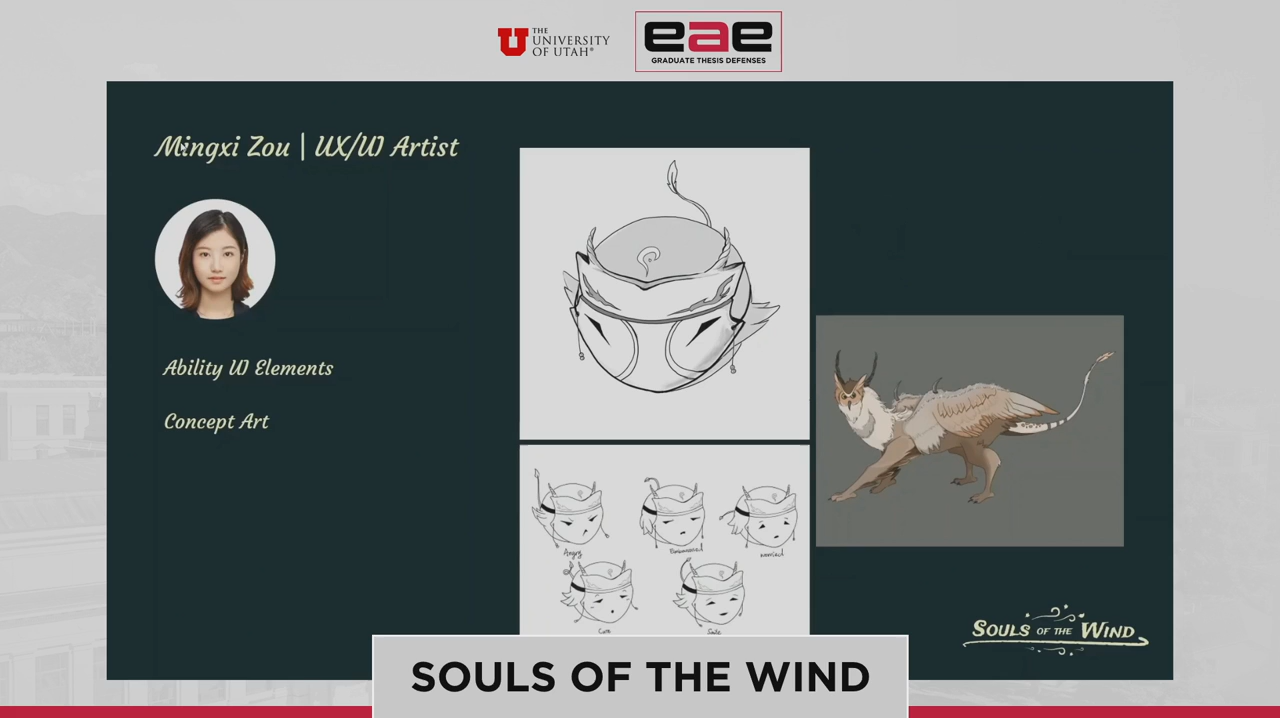 THE
UNIVERSITY
OF UTAH®
eae
GRADUATE THESIS DEFENSES
Mingxi Zou | UX/UI Artist
Ability UI Elements
Concept Art
Angry
worried
Cute
Smile
SOULS OF THE WIND
SOULS OF THE WIND